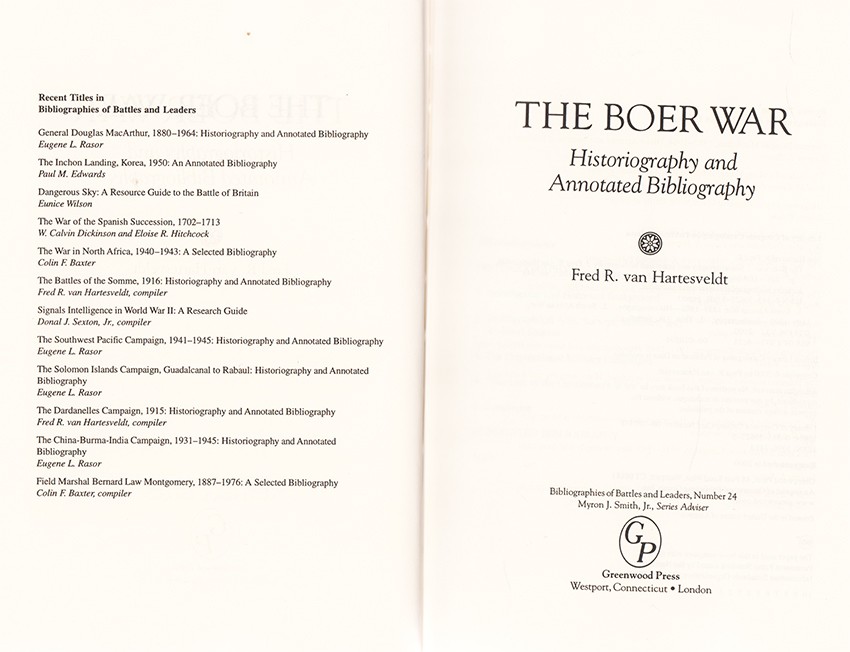 Recent Titles in
Bibliographies of Battles and Leaders
General Douglas MacArthur, 1880–1964: Historiography and Annotated Bibliography
Eugene L. Rasor
The Inchon Landing, Korea, 1950: An Annotated Bibliography
Paul M. Edwards
Dangerous Sky: A Resource Guide to the Battle of Britain
Eunice Wilson
The War of the Spanish Succession, 1702–1713
W. Calvin Dickinson and Eloise R. Hitchcock
The War in North Africa, 1940–1943: A Selected Bibliography
Colin F. Baxter
The Battles of the Somme, 1916: Historiography and Annotated Bibliography
Fred R. van Hartesveldt, compiler
Signals Intelligence in World War II: A Research Guide
Donal J. Sexton, Jr., compiler
The Southwest Pacific Campaign, 1941–1945: Historiography and Annotated Bibliography
Eugene L. Rasor
The Solomon Islands Campaign, Guadalcanal to Rabaul: Historiography and Annotated
Bibliography
Eugene L. Rasor
The Dardanelles Campaign, 1915: Historiography and Annotated Bibliography
Fred R. van Hartesveldt, compiler
The China-Burma-India Campaign, 1931–1945: Historiography and Annotated
Bibliography
Eugene L. Rasor
Field Marshal Bernard Law Montgomery, 1887–1976: A Selected Bibliography
Colin F. Baxter, compiler
THE BOER WAR
Historiography and
Annotated Bibliography
Fred R. van Hartesveldt
Bibliographies of Battles and Leaders, Number 24
Myron J. Smith, Jr., Series Adviser
GP
Greenwood Press
Westport, Connecticut • London